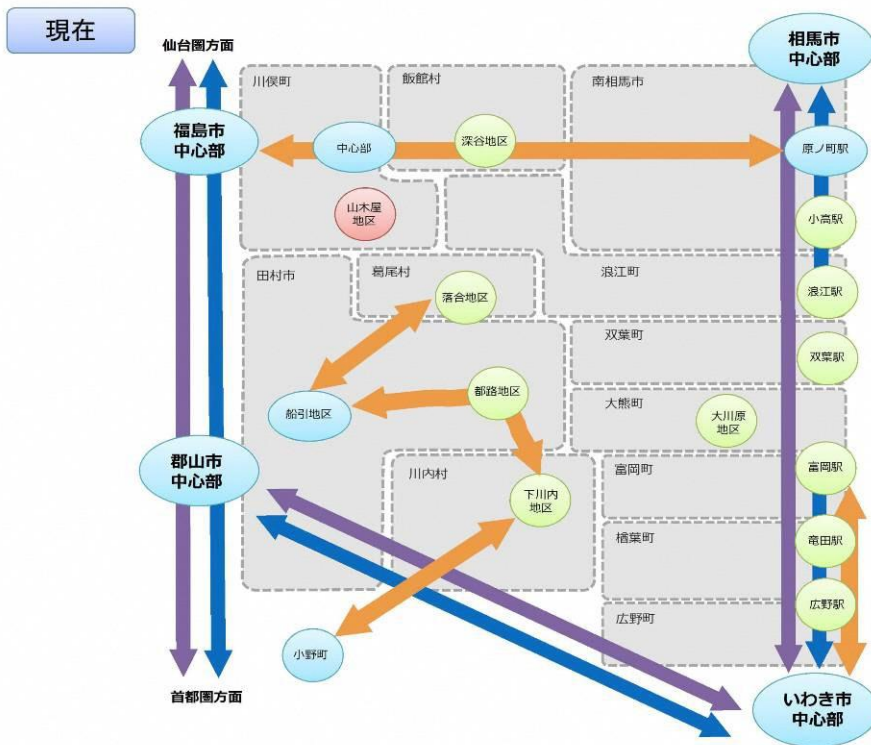 現在
仙台圏方面
相馬市
中心部
川俣町
飯館村
南相馬市
福島市
中心部
中心部
深谷地区
原ノ町駅
山木屋
地区
小高駅
田村市
葛尾村
浪江町
落合地区
浪江駅
双葉町
双葉駅
船引地区
都路地区
大熊町
大川原
地区
郡山市
中心部
川内村
富岡町
富岡駅
下川内
地区
楢葉町
竜田駅
広野町
広野駅
小野町
首都圏方面
いわき市
中心部